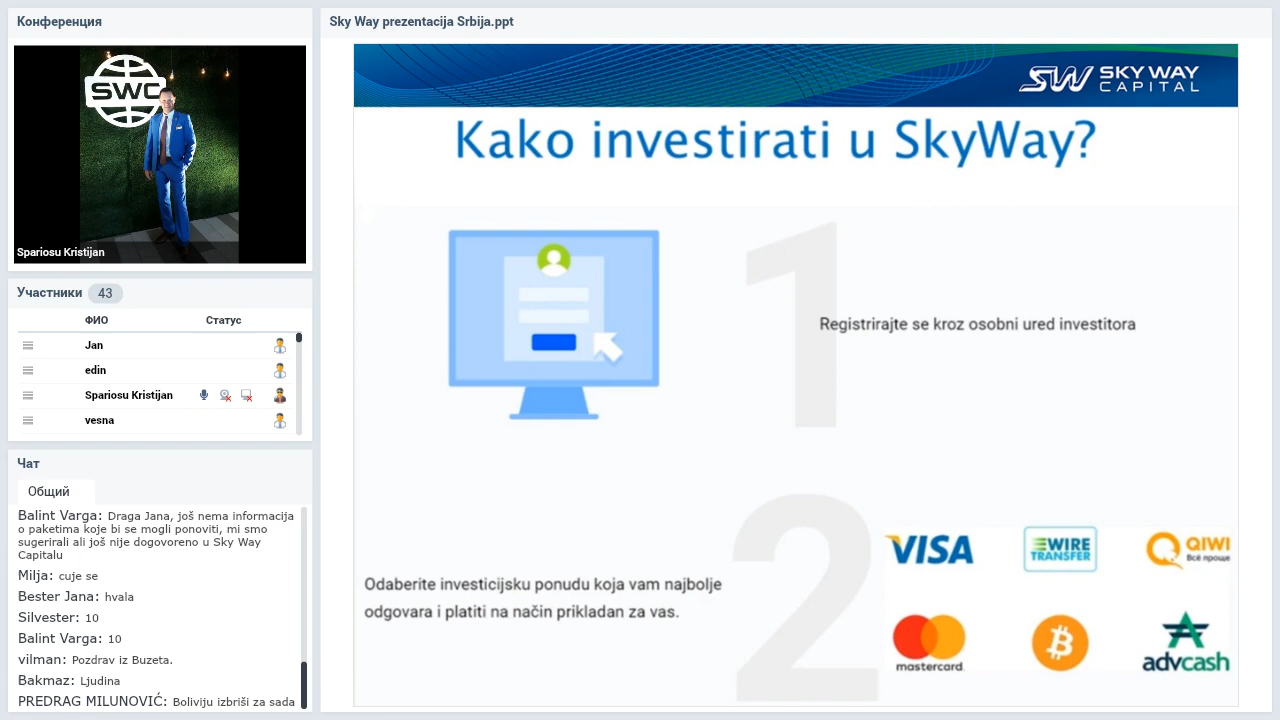 Конференция
SWC
Spariosu Kristijan
Участники 43
ФИО Статус
Jan
edin
Spariosu Kristijan
vesna
Чат
Общий
Balint Varga: Draga Jana, još nema informacija
o paketima koje bi se mogli ponoviti, mi smo
sugerirali ali još nije dogovoreno u Sky Way
Capitalu
Milja: cuje se
Bester Jana: hvala
Silvester: 10
Balint Varga: 10
vilman: Pozdrav iz Buzeta.
Bakmaz: Ljudina
PREDRAG MILUNOVIĆ: Boliviju izbriši za sada
Sky Way prezentacija Srbija.ppt
SW SKY WAY
CAPITAL
Kako investirati u SkyWay?
1
Registrirajte se kroz osobni ured investitora
2
Odaberite investicijsku ponudu koja vam najbolje
odgovara i platiti na način prikladan za vas.
VISA
WIRE
TRANSFER
QIWI
Всё проще
mastercard
advcash